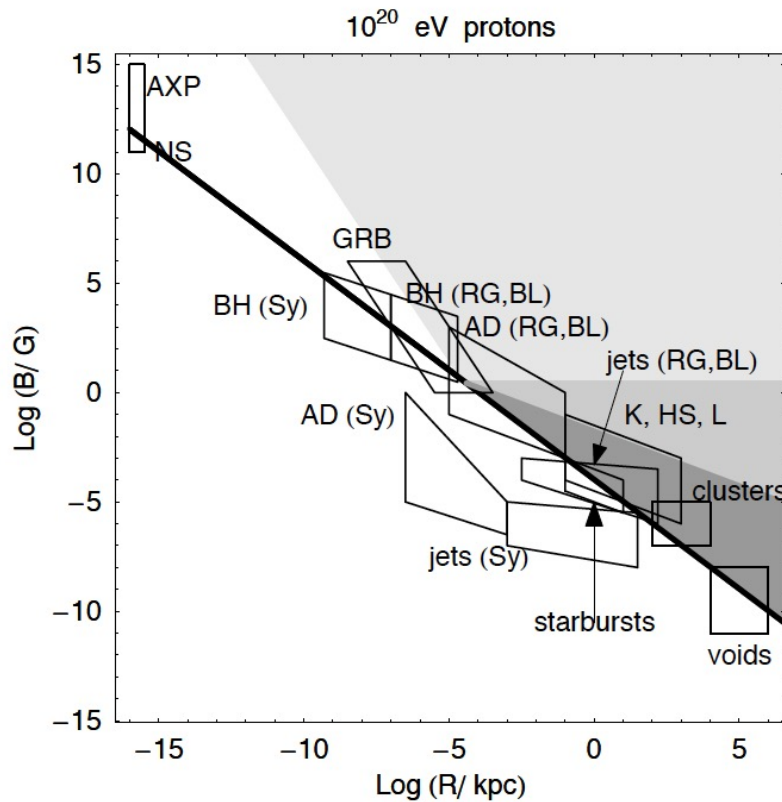 10²⁰ eV protons
15
AXP
NS
10
GRB
5
BH (RG,BL)
BH (Sy)
AD (RG,BL)
jets (RG,BL)
0
AD (Sy)
K, HS, L
Log (B/ G)
−5
clusters
jets (Sy)
starbursts
−10
voids
−15
−15 −10 −5 0 5
Log (R/ kpc)